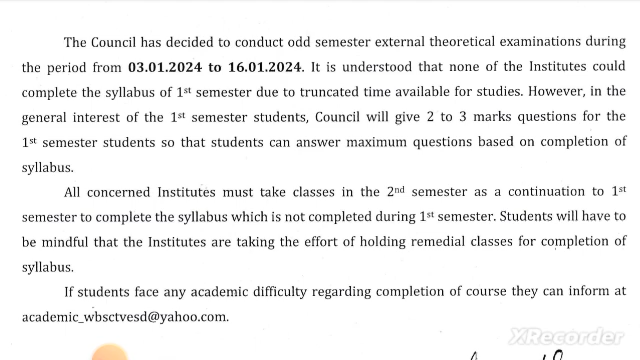 The Council has decided to conduct odd semester external theoretical examinations during
the period from 03.01.2024 to 16.01.2024. It is understood that none of the Institutes could
complete the syllabus of 1st semester due to truncated time available for studies. However, in the
general interest of the 1st semester students, Council will give 2 to 3 marks questions for the
1st semester students so that students can answer maximum questions based on completion of
syllabus.
All concerned Institutes must take classes in the 2nd semester as a continuation to 1st
semester to complete the syllabus which is not completed during 1st semester. Students will have to
be mindful that the Institutes are taking the effort of holding remedial classes for completion of
syllabus.
If students face any academic difficulty regarding completion of course they can inform at
academic_wbsctvesd@yahoo.com.
XRecorder